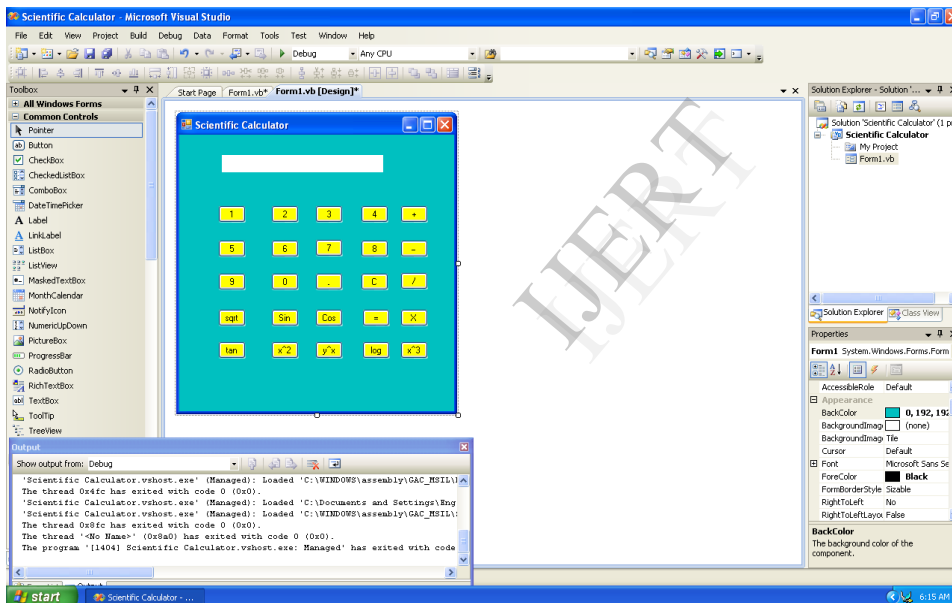 Scientific Calculator - Microsoft Visual Studio
File Edit View Project Build Debug Data Format Tools Test Window Help
Debug Any CPU
Toolbox
All Windows Forms
Common Controls
Pointer
Button
CheckBox
CheckedListBox
ComboBox
DateTimePicker
Label
LinkLabel
ListBox
ListView
MaskedTextBox
MonthCalendar
NotifyIcon
NumericUpDown
PictureBox
ProgressBar
RadioButton
RichTextBox
TextBox
ToolTip
TreeView
Start Page Form1.vb* Form1.vb [Design]*
Scientific Calculator
1 2 3 4 +
5 6 7 8 -
9 0 . C /
sqrt Sin Cos = X
tan x^2 y^x log x^3
IJERT
Solution Explorer - Solution '...
Solution 'Scientific Calculator' (1 pr
Scientific Calculator
My Project
Form1.vb
Solution Explorer Class View
Properties
Form1 System.Windows.Forms.Form
AccessibleRole Default
Appearance
BackColor 0, 192, 192
BackgroundImag (none)
BackgroundImag Tile
Cursor Default
Font Microsoft Sans Se
ForeColor Black
FormBorderStyle Sizable
RightToLeft No
RightToLeftLayou False
BackColor
The background color of the component.
Output
Show output from: Debug
'Scientific Calculator.vshost.exe' (Managed): Loaded 'C:\WINDOWS\assembly\GAC_MSIL\
The thread 0x4fc has exited with code 0 (0x0).
'Scientific Calculator.vshost.exe' (Managed): Loaded 'C:\Documents and Settings\Eng
'Scientific Calculator.vshost.exe' (Managed): Loaded 'C:\WINDOWS\assembly\GAC_MSIL\
The thread 0x8fc has exited with code 0 (0x0).
The thread '<No Name>' (0x8a0) has exited with code 0 (0x0).
The program '[1404] Scientific Calculator.vshost.exe: Managed' has exited with code
start Scientific Calculator - ... 6:15 AM